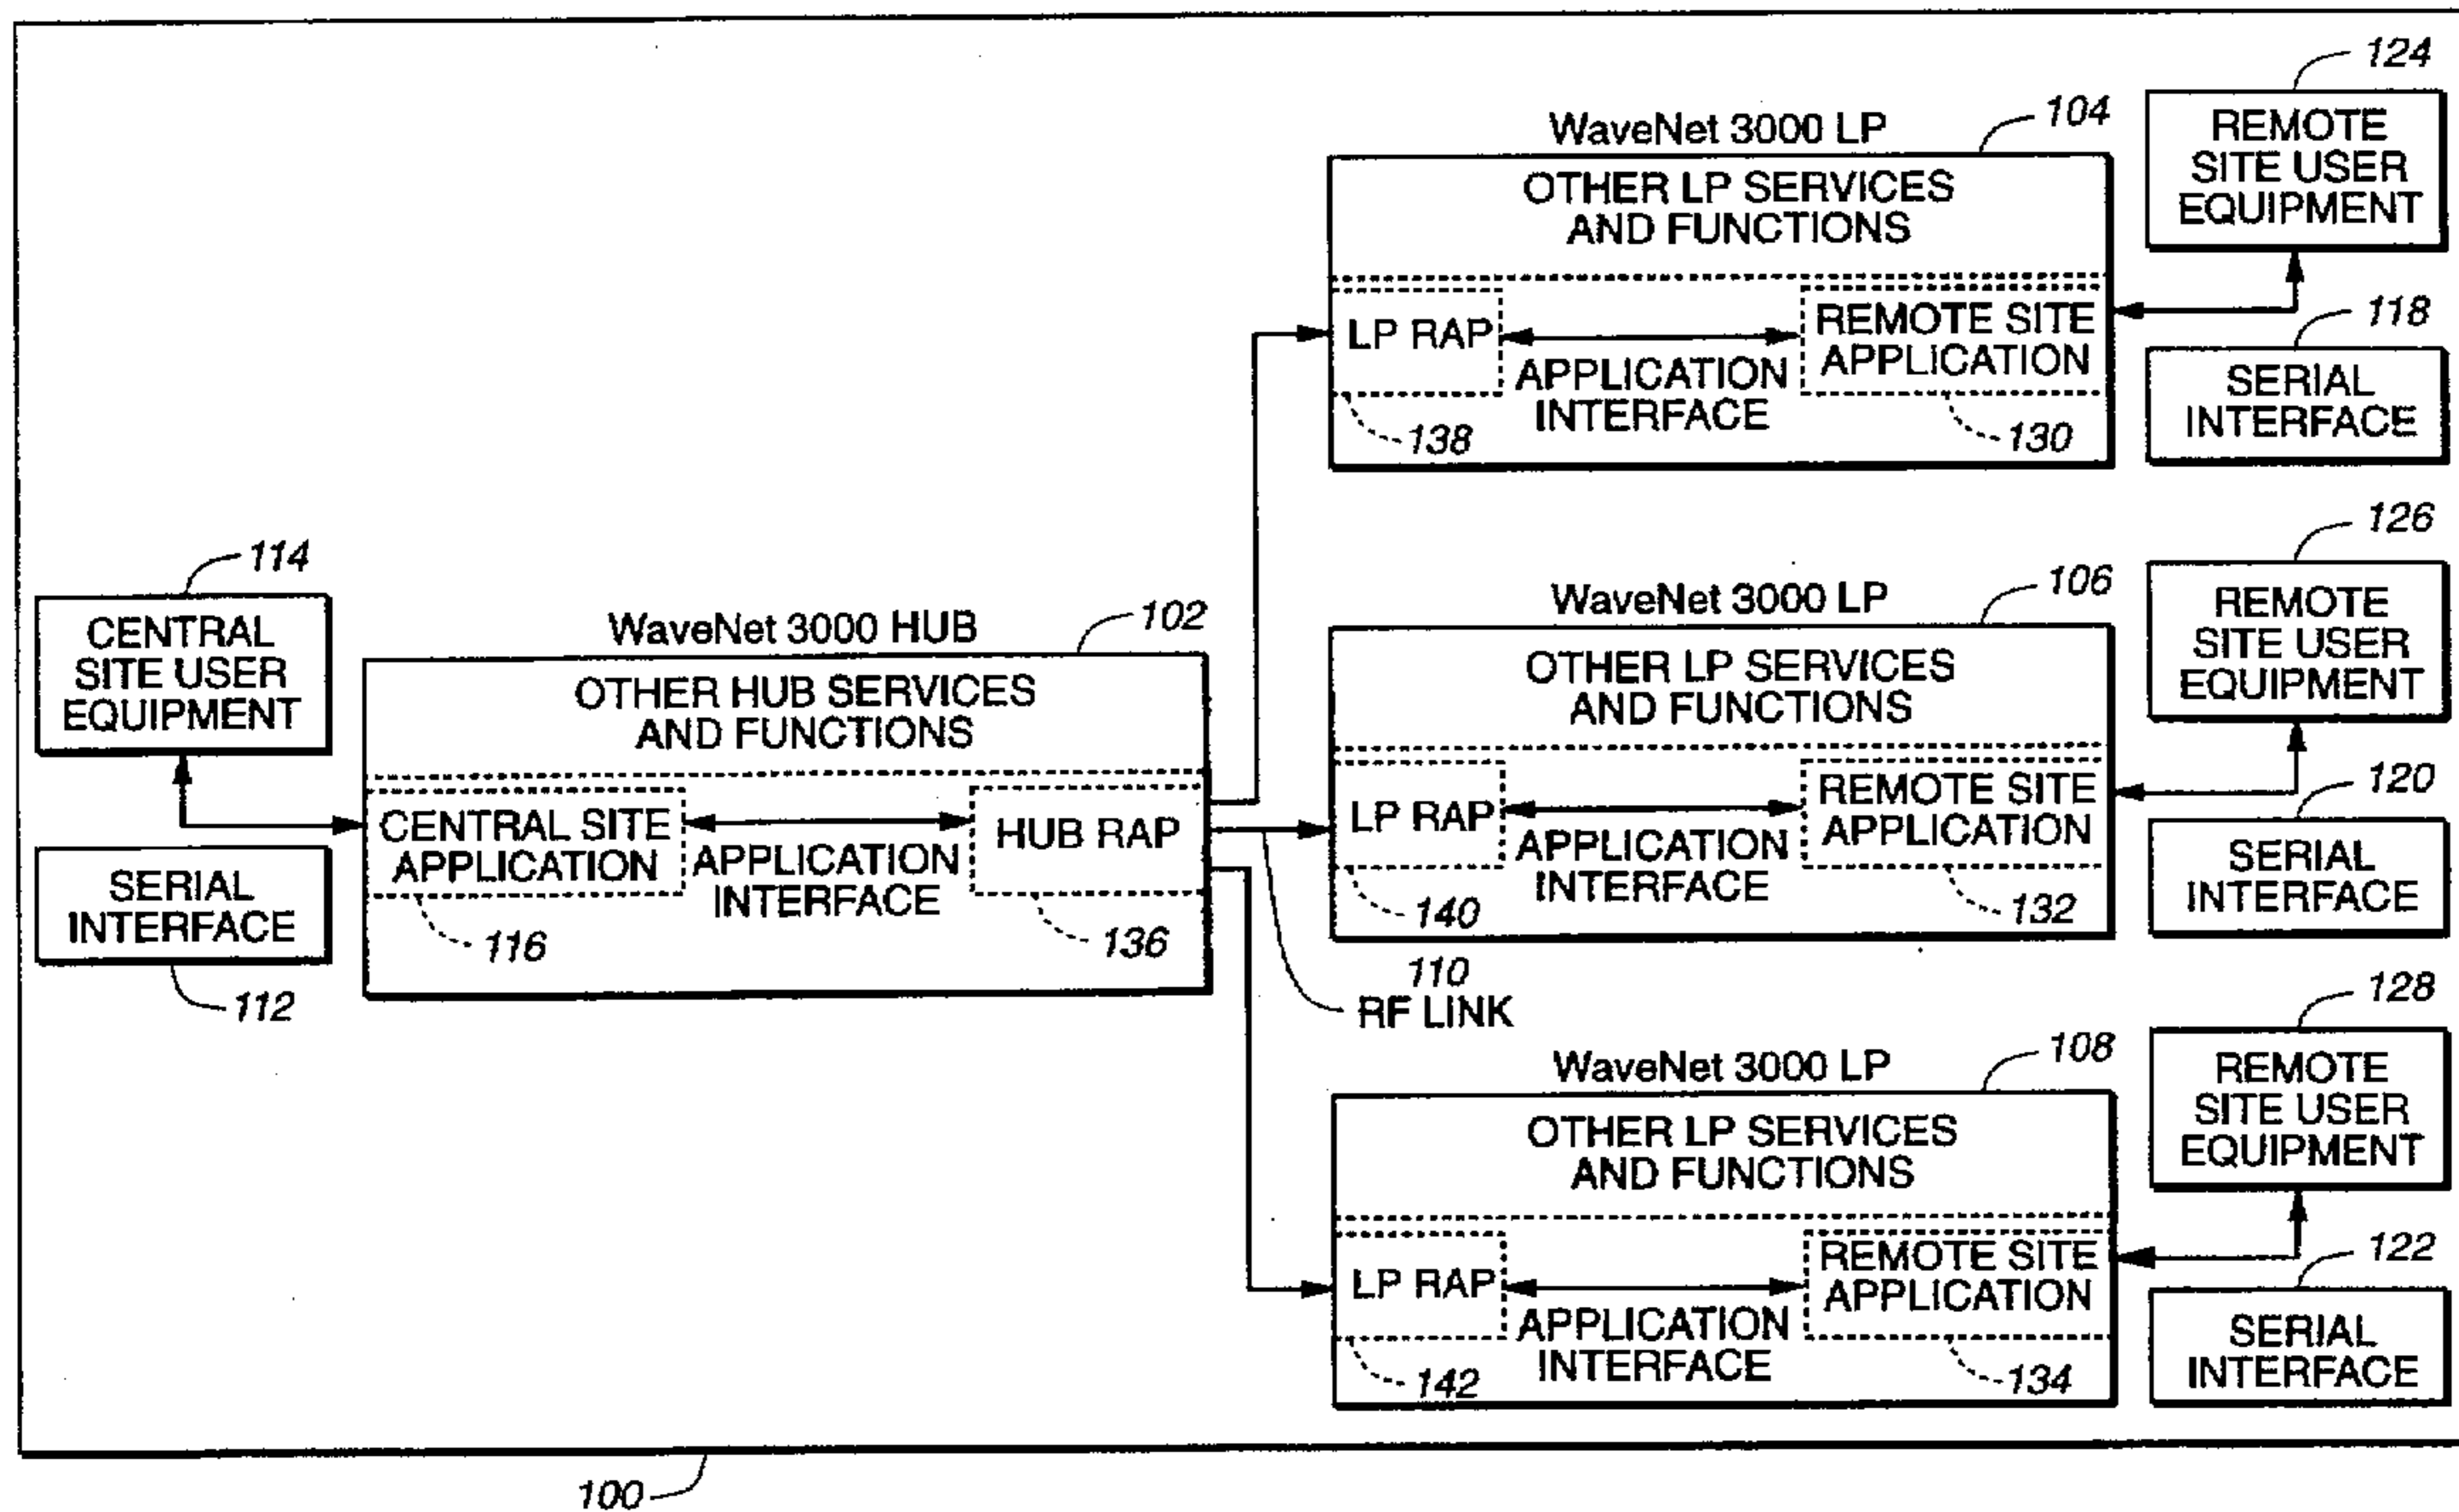 124
REMOTE
SITE USER
EQUIPMENT
WaveNet 3000 LP
104
OTHER LP SERVICES
AND FUNCTIONS
LP RAP
APPLICATION
INTERFACE
REMOTE SITE
APPLICATION
138
130
118
SERIAL
INTERFACE
114
CENTRAL
SITE USER
EQUIPMENT
SERIAL
INTERFACE
112
WaveNet 3000 HUB
102
OTHER HUB SERVICES
AND FUNCTIONS
CENTRAL SITE
APPLICATION
APPLICATION
INTERFACE
HUB RAP
116
136
110
RF LINK
126
REMOTE
SITE USER
EQUIPMENT
WaveNet 3000 LP
106
OTHER LP SERVICES
AND FUNCTIONS
LP RAP
APPLICATION
INTERFACE
REMOTE SITE
APPLICATION
140
132
120
SERIAL
INTERFACE
128
REMOTE
SITE USER
EQUIPMENT
WaveNet 3000 LP
108
OTHER LP SERVICES
AND FUNCTIONS
LP RAP
APPLICATION
INTERFACE
REMOTE SITE
APPLICATION
142
134
122
SERIAL
INTERFACE
100